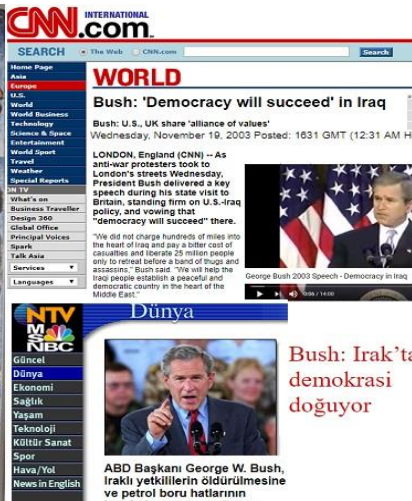 CNN INTERNATIONAL
.com
SEARCH The Web CNN.com Search
Home Page
Asia
Europe
U.S.
World
World Business
Technology
Science & Space
Entertainment
World Sport
Travel
Weather
Special Reports
ON TV
What's on
Business Traveller
Design 360
Global Office
Principal Voices
Spark
Talk Asia
Services
Languages
WORLD
Bush: 'Democracy will succeed' in Iraq
Bush: U.S., UK share 'alliance of values'
Wednesday, November 19, 2003 Posted: 1631 GMT (12:31 AM H
LONDON, England (CNN) -- As
anti-war protesters took to
London's streets Wednesday,
President Bush delivered a key
speech during his state visit to
Britain, standing firm on U.S.-Iraq
policy, and vowing that
"democracy will succeed" there.
"We did not charge hundreds of miles into
the heart of Iraq and pay a bitter cost of
casualties and liberate 25 million people
only to retreat before a band of thugs and
assassins," Bush said. "We will help the
Iraqi people establish a peaceful and
democratic country in the heart of the
Middle East."
George Bush 2003 Speech - Democracy in Iraq
0:06 / 14:00
NTV
MSNBC
Güncel
Dünya
Ekonomi
Sağlık
Yaşam
Teknoloji
Kültür Sanat
Spor
Hava/Yol
News in English
Dünya
Bush: Irak'ta
demokrasi
doğuyor
ABD Başkanı George W. Bush,
Iraklı yetkililerin öldürülmesine
ve petrol boru hatlarının